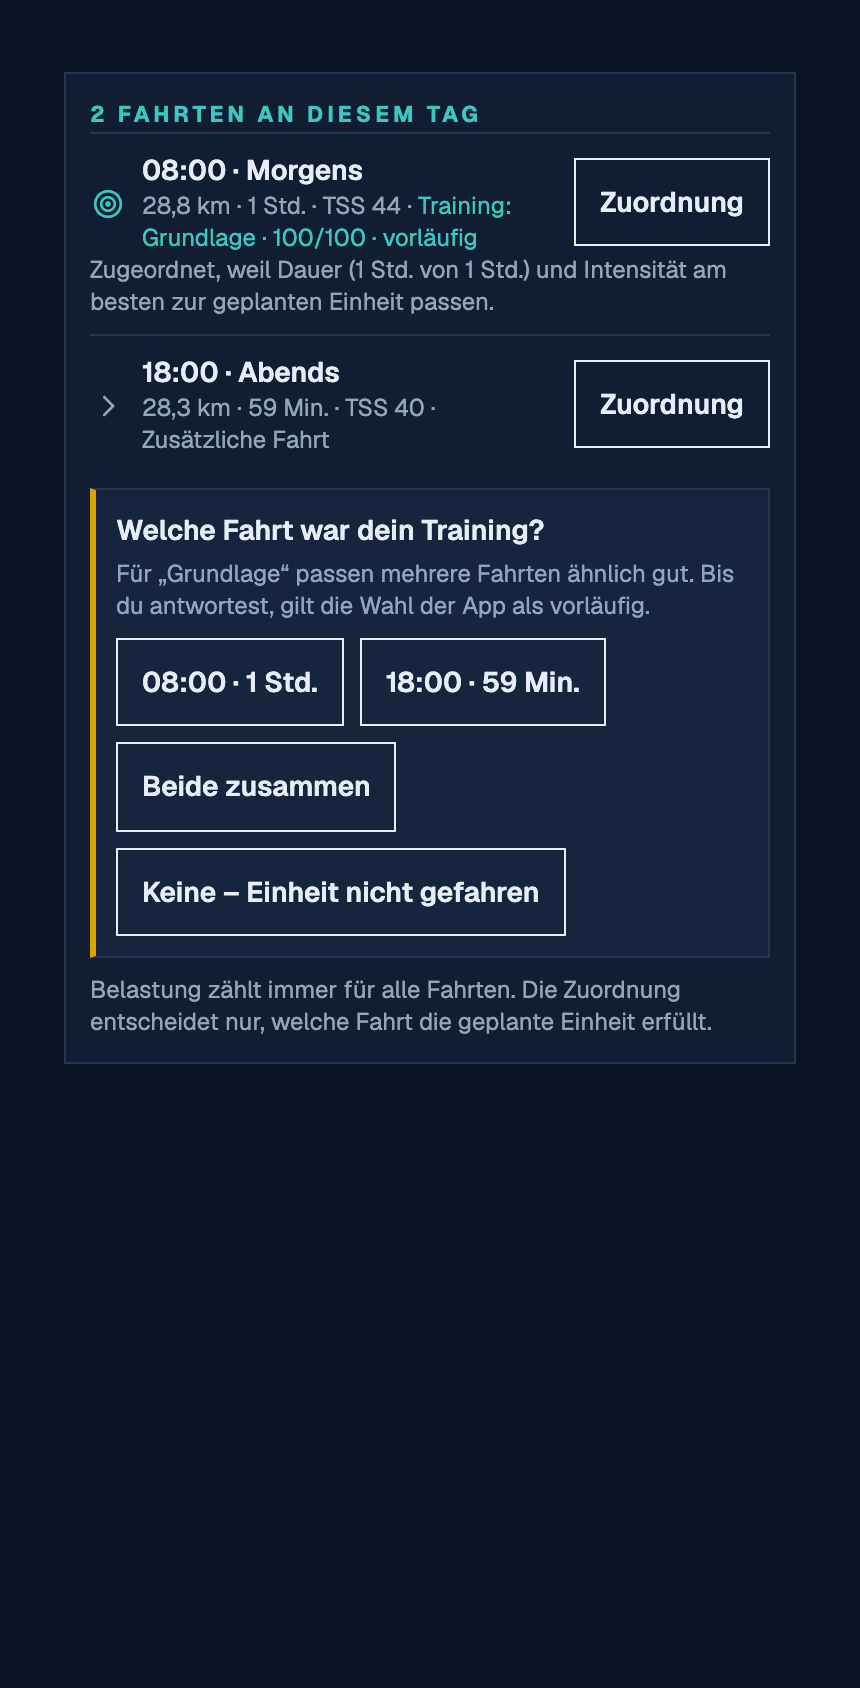 2 FAHRTEN AN DIESEM TAG
08:00 · Morgens
28,8 km · 1 Std. · TSS 44 · Training:
Grundlage · 100/100 · vorläufig
Zuordnung
Zugeordnet, weil Dauer (1 Std. von 1 Std.) und Intensität am
besten zur geplanten Einheit passen.
18:00 · Abends
28,3 km · 59 Min. · TSS 40 ·
Zusätzliche Fahrt
Zuordnung
Welche Fahrt war dein Training?
Für „Grundlage“ passen mehrere Fahrten ähnlich gut. Bis
du antwortest, gilt die Wahl der App als vorläufig.
08:00 · 1 Std.
18:00 · 59 Min.
Beide zusammen
Keine – Einheit nicht gefahren
Belastung zählt immer für alle Fahrten. Die Zuordnung
entscheidet nur, welche Fahrt die geplante Einheit erfüllt.